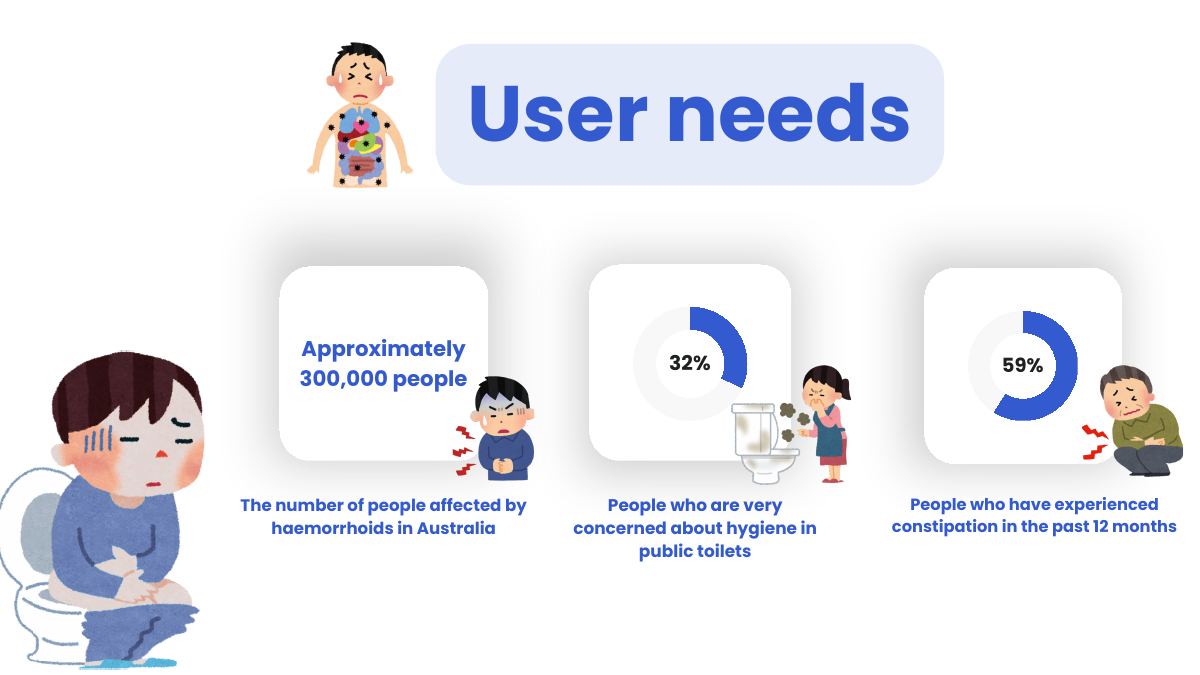 User needs
Approximately
300,000 people
The number of people affected by
haemorrhoids in Australia
32%
People who are very
concerned about hygiene in
public toilets
59%
People who have experienced
constipation in the past 12 months